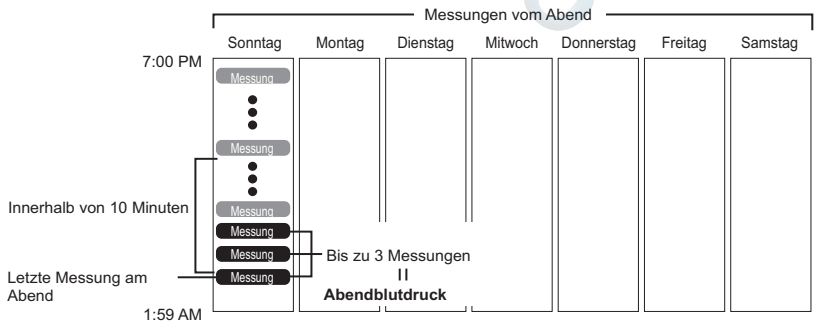 Messungen vom Abend
Sonntag Montag Dienstag Mitwoch Donnerstag Freitag Samstag
7:00 PM
Messung
Messung
Innerhalb von 10 Minuten
Messung
Messung
Messung Bis zu 3 Messungen
Letzte Messung am Abend
Messung
=
Abendblutdruck
1:59 AM